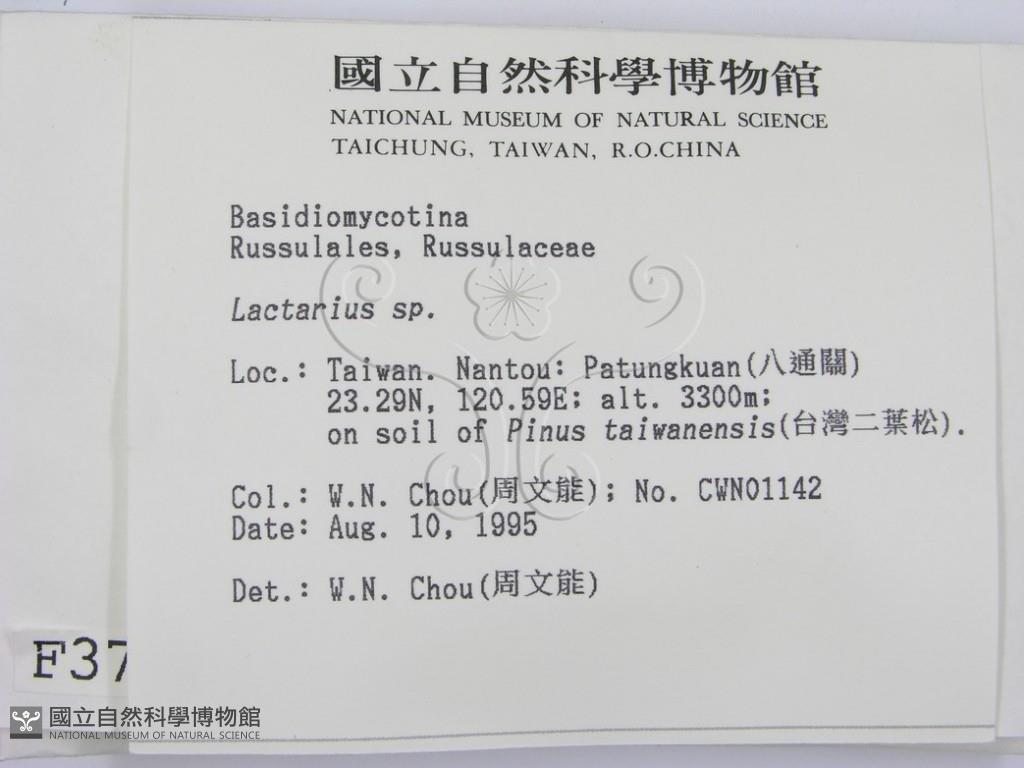 國立自然科學博物館
NATIONAL MUSEUM OF NATURAL SCIENCE
TAICHUNG, TAIWAN, R.O.CHINA
Basidiomycotina
Russulales, Russulaceae
Lactarius sp.
Loc.: Taiwan. Nantou: Patungkuan(八通關)
23.29N, 120.59E; alt. 3300m;
on soil of Pinus taiwanensis(台灣二葉松).
Col.: W.N. Chou(周文能); No. CWN01142
Date: Aug. 10, 1995
Det.: W.N. Chou(周文能)
F37
國立自然科學博物館
NATIONAL MUSEUM OF NATURAL SCIENCE